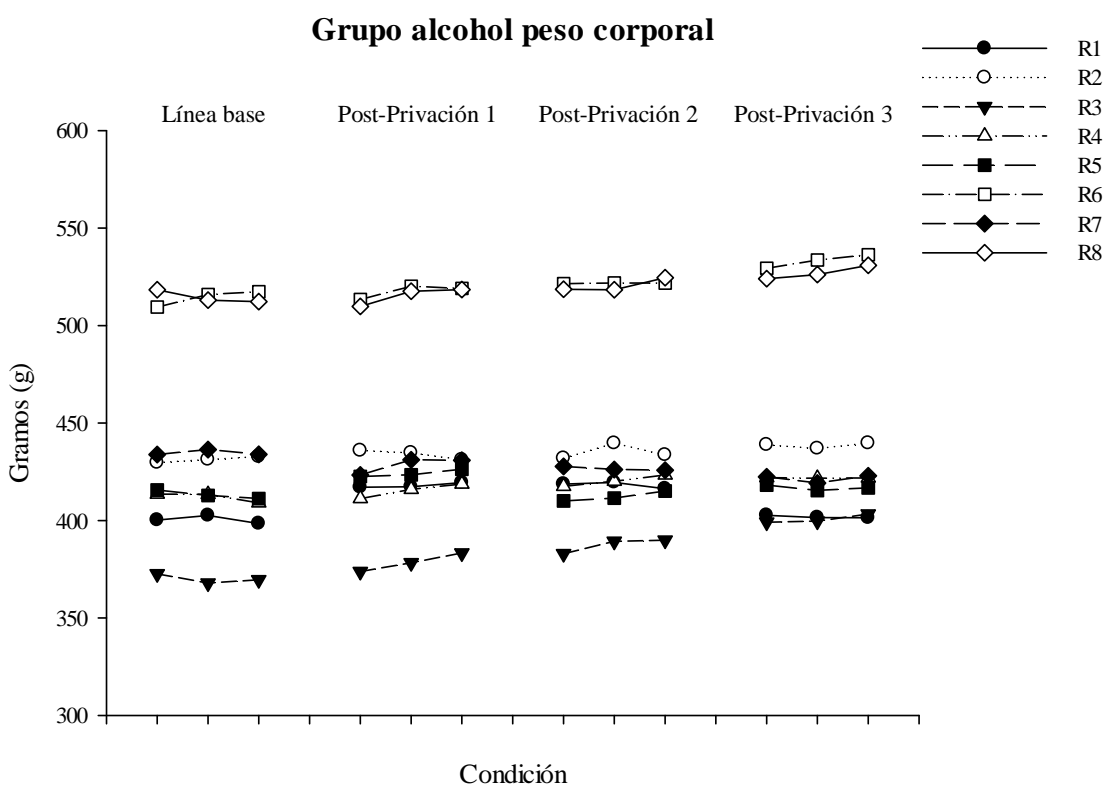 Grupo alcohol peso corporal
R1
R2
R3
R4
R5
R6
R7
R8
Línea base Post-Privación 1 Post-Privación 2 Post-Privación 3
600
550
500
450
400
350
300
Gramos (g)
Condición